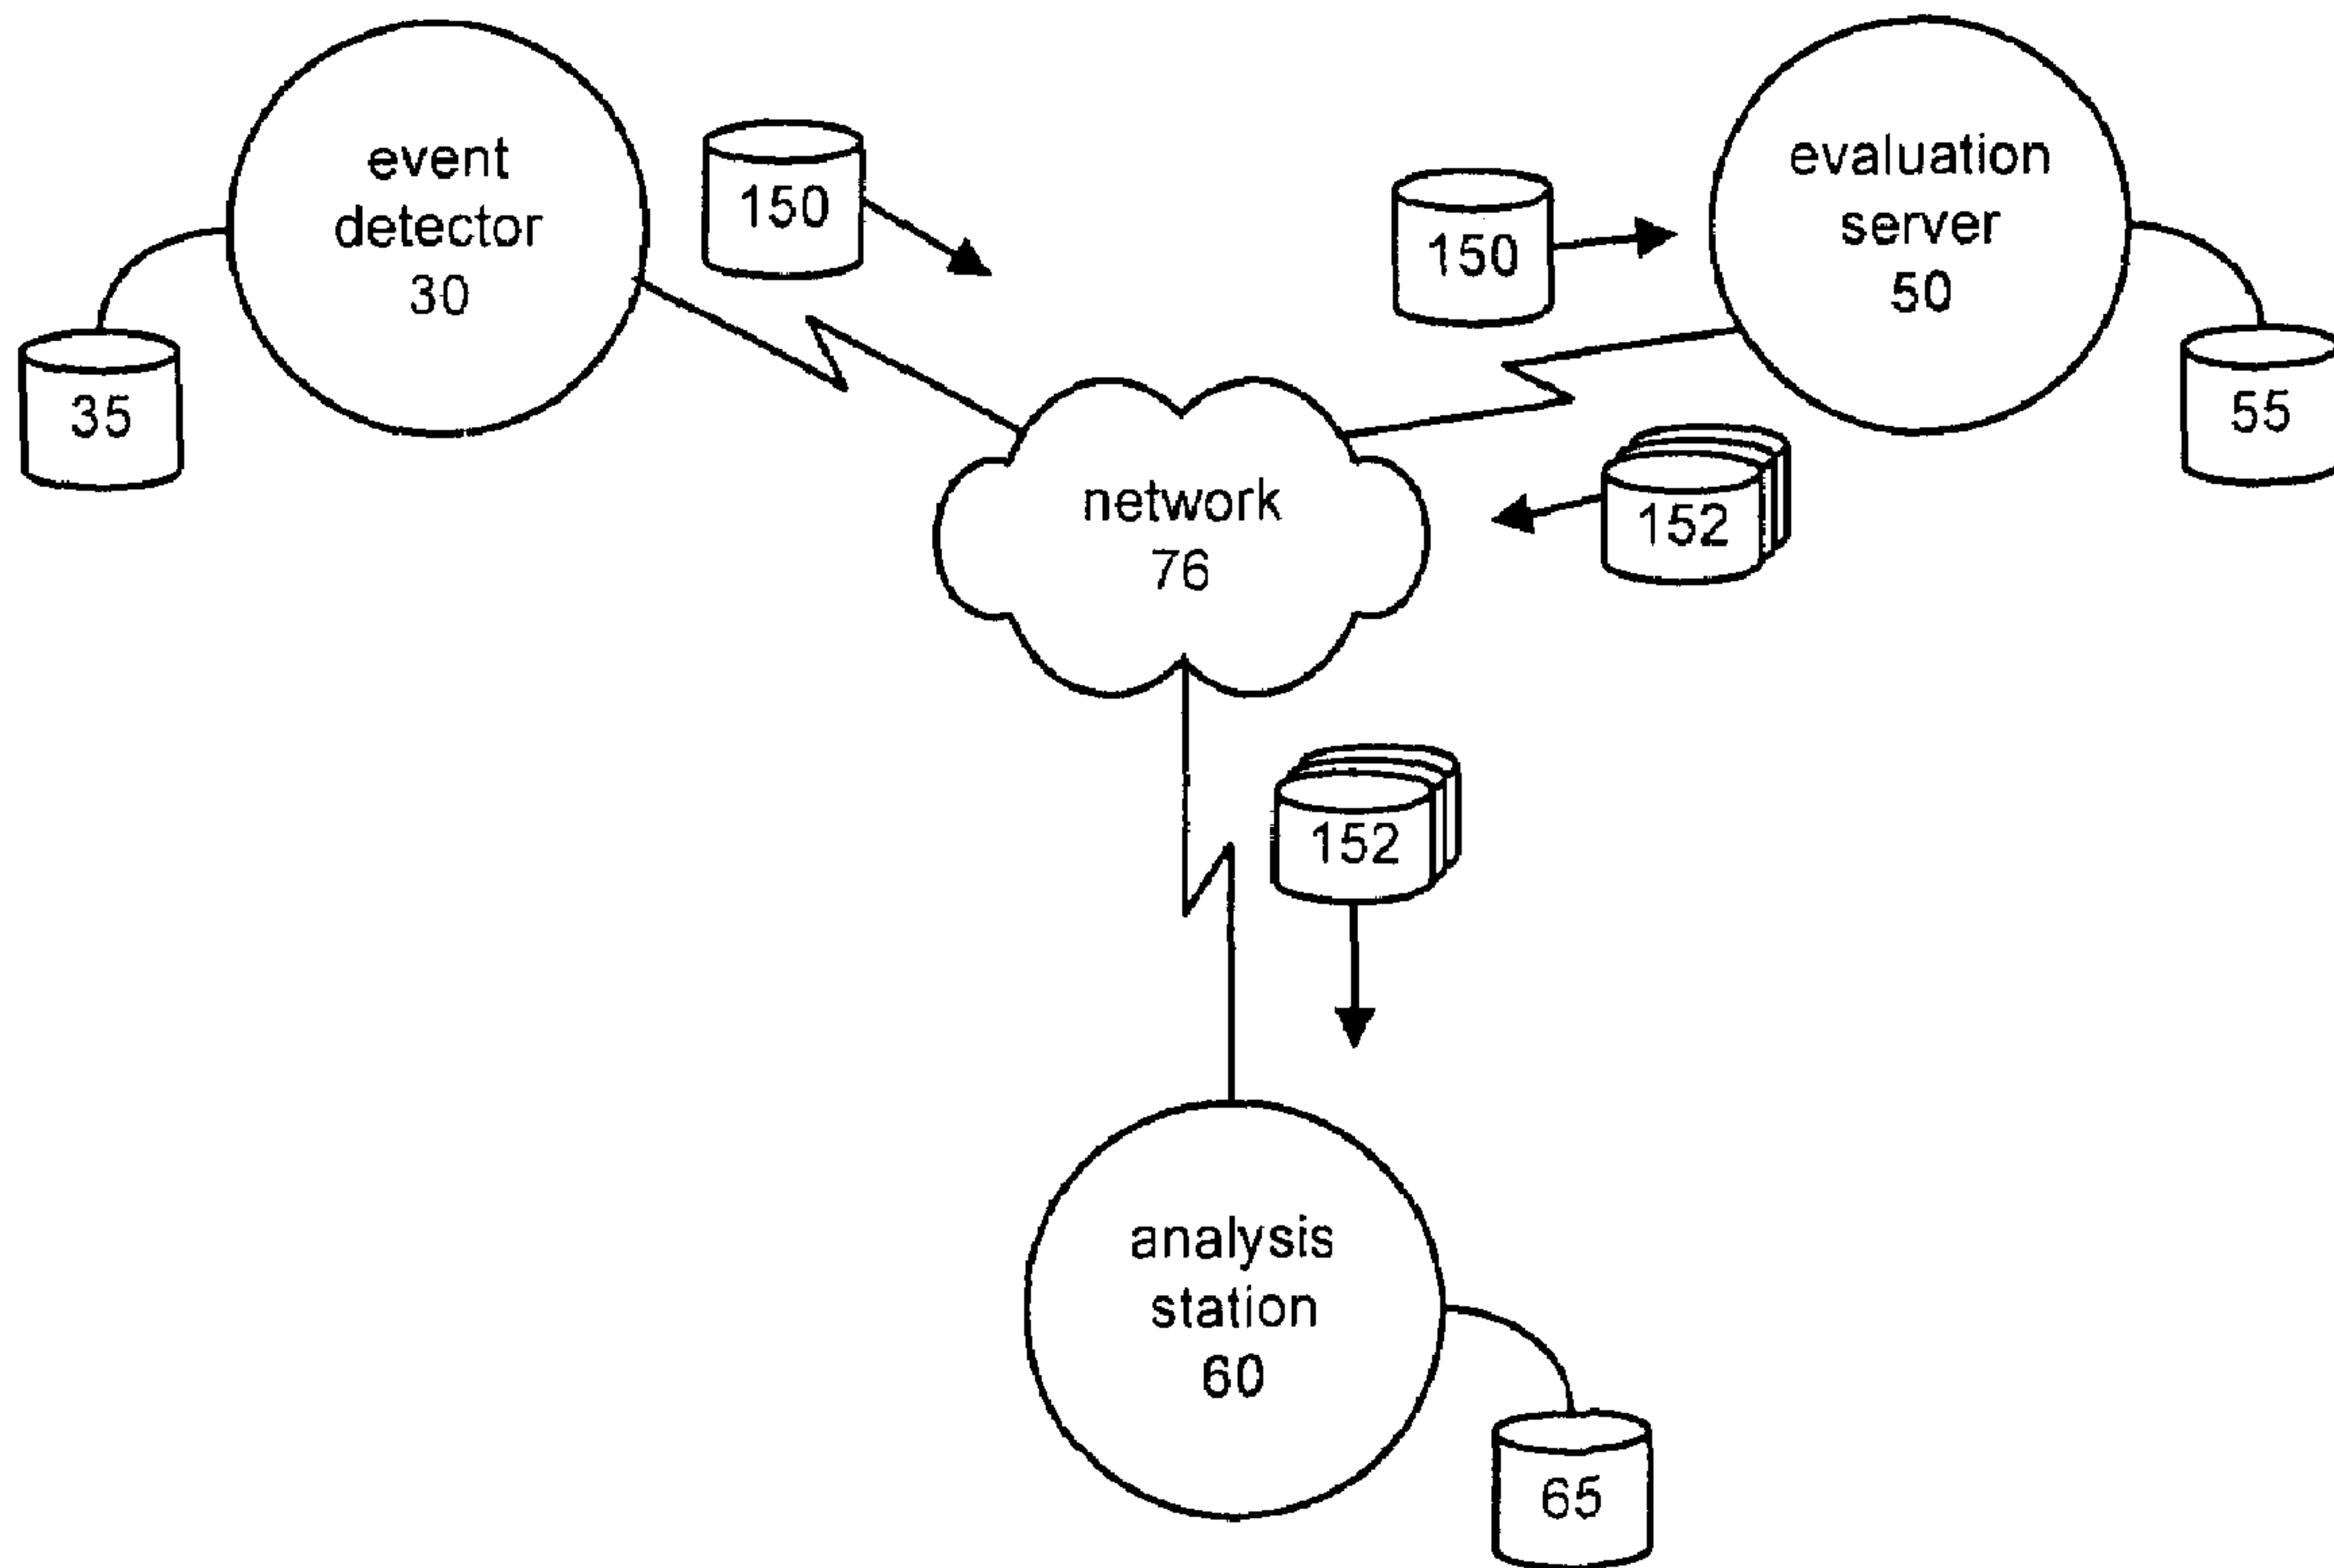 event
detector
30
150
150
evaluation
server
50
35
55
network
76
152
152
analysis
station
60
65